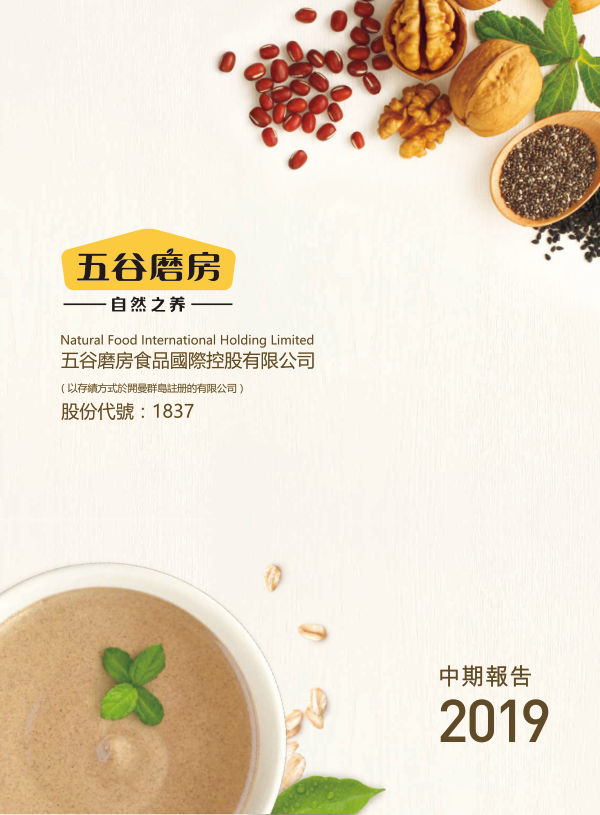 五谷磨房
自然之养
Natural Food International Holding Limited
五谷磨房食品國際控股有限公司
（以存續方式於開曼群島註册的有限公司）
股份代號：1837
中期報告
2019